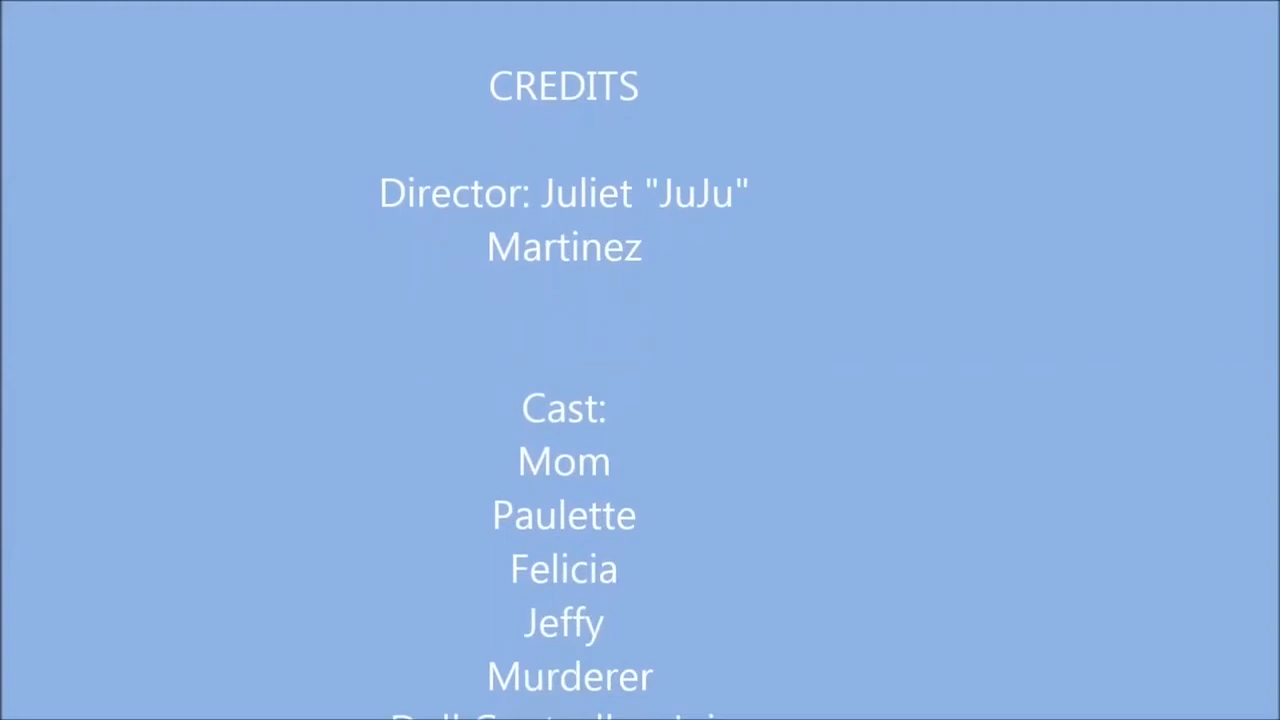 CREDITS
Director: Juliet "JuJu"
Martinez
Cast:
Mom
Paulette
Felicia
Jeffy
Murderer